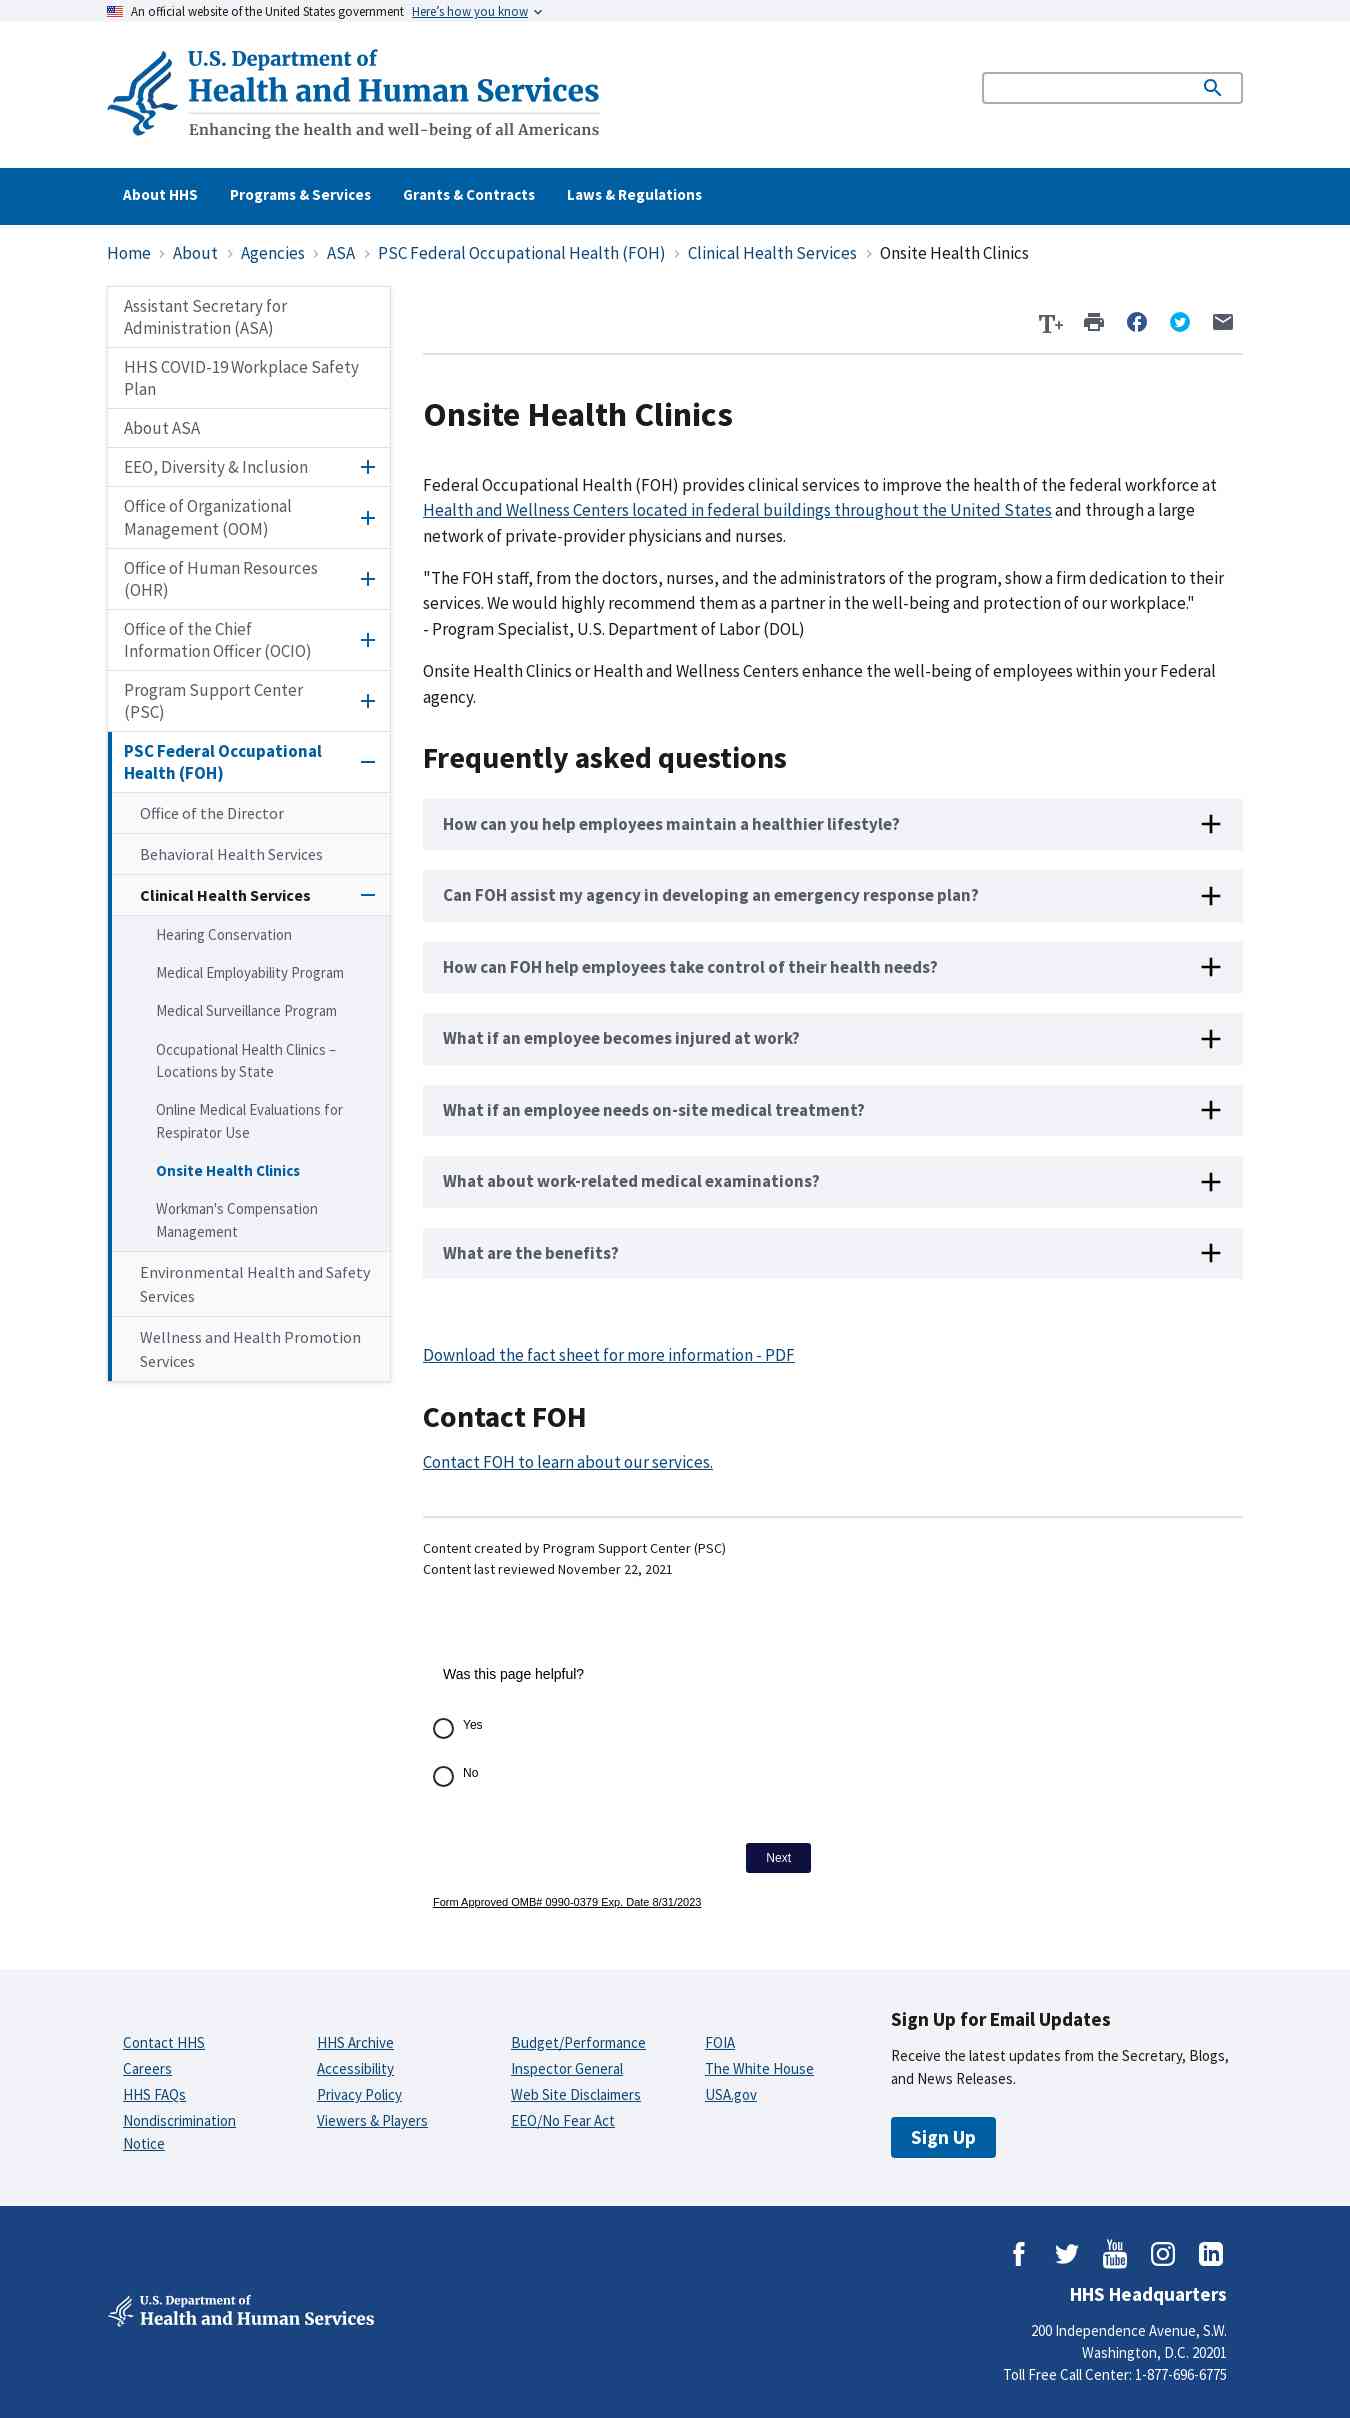 An official website of the United States government Here's how you know
U.S. Department of
Health and Human Services
Enhancing the health and well-being of all Americans
About HHS Programs & Services Grants & Contracts Laws & Regulations
Home › About › Agencies › ASA › PSC Federal Occupational Health (FOH) › Clinical Health Services › Onsite Health Clinics
Assistant Secretary for
Administration (ASA)
HHS COVID-19 Workplace Safety
Plan
About ASA
EEO, Diversity & Inclusion
Office of Organizational
Management (OOM)
Office of Human Resources
(OHR)
Office of the Chief
Information Officer (OCIO)
Program Support Center
(PSC)
PSC Federal Occupational
Health (FOH)
Office of the Director
Behavioral Health Services
Clinical Health Services
Hearing Conservation
Medical Employability Program
Medical Surveillance Program
Occupational Health Clinics –
Locations by State
Online Medical Evaluations for
Respirator Use
Onsite Health Clinics
Workman's Compensation
Management
Environmental Health and Safety
Services
Wellness and Health Promotion
Services
T+
Onsite Health Clinics
Federal Occupational Health (FOH) provides clinical services to improve the health of the federal workforce at
Health and Wellness Centers located in federal buildings throughout the United States and through a large
network of private-provider physicians and nurses.
"The FOH staff, from the doctors, nurses, and the administrators of the program, show a firm dedication to their
services. We would highly recommend them as a partner in the well-being and protection of our workplace."
- Program Specialist, U.S. Department of Labor (DOL)
Onsite Health Clinics or Health and Wellness Centers enhance the well-being of employees within your Federal
agency.
Frequently asked questions
How can you help employees maintain a healthier lifestyle?
Can FOH assist my agency in developing an emergency response plan?
How can FOH help employees take control of their health needs?
What if an employee becomes injured at work?
What if an employee needs on-site medical treatment?
What about work-related medical examinations?
What are the benefits?
Download the fact sheet for more information - PDF
Contact FOH
Contact FOH to learn about our services.
Content created by Program Support Center (PSC)
Content last reviewed November 22, 2021
Was this page helpful?
Yes
No
Next
Form Approved OMB# 0990-0379 Exp. Date 8/31/2023
Contact HHS
Careers
HHS FAQs
Nondiscrimination
Notice
HHS Archive
Accessibility
Privacy Policy
Viewers & Players
Budget/Performance
Inspector General
Web Site Disclaimers
EEO/No Fear Act
FOIA
The White House
USA.gov
Sign Up for Email Updates
Receive the latest updates from the Secretary, Blogs,
and News Releases.
Sign Up
U.S. Department of
Health and Human Services
You
Tube
HHS Headquarters
200 Independence Avenue, S.W.
Washington, D.C. 20201
Toll Free Call Center: 1-877-696-6775